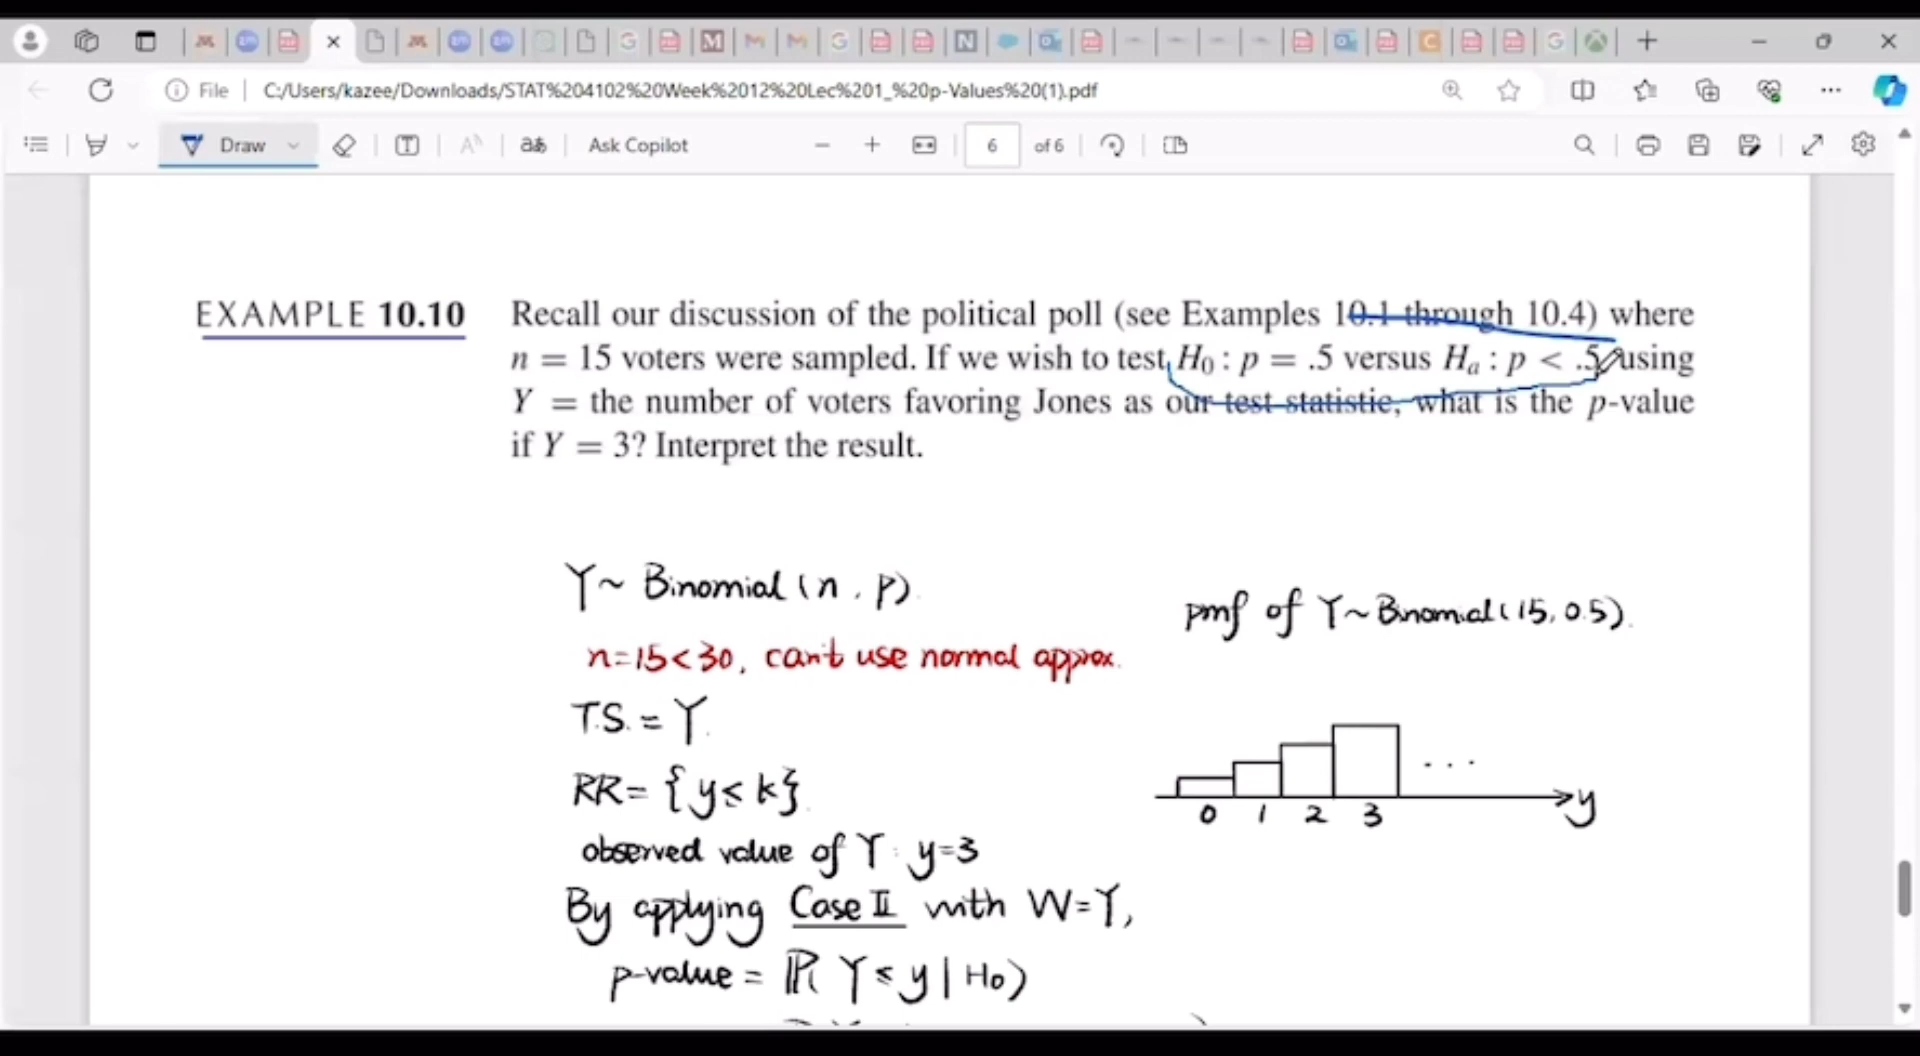 File
C:/Users/kazee/Downloads/STAT%204102%20Week%2012%20Lec%201_%20p-Values%20(1).pdf
Draw
Ask Copilot
6 of 6
EXAMPLE 10.10 Recall our discussion of the political poll (see Examples 10.1 through 10.4) where
n = 15 voters were sampled. If we wish to test H₀ : p = .5 versus Hₐ : p < .5, using
Y = the number of voters favoring Jones as our test statistic, what is the p-value
if Y = 3? Interpret the result.
Y ~ Binomial (n, p).
pmf of Y ~ Binomial (15, 0.5).
n=15<30, can't use normal approx.
T.S. = Y.
RR= {y ≤ k}.
0 1 2 3 ... y
observed value of Y: y=3
By applying Case II with W=Y,
p-value = ℙ( Y ≤ y | H₀)